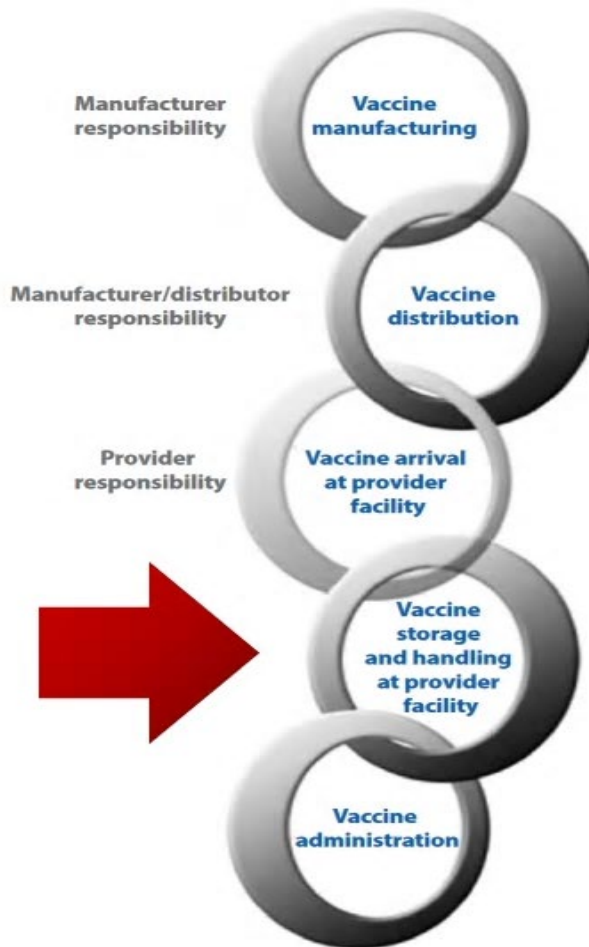 Manufacturer
responsibility
Vaccine
manufacturing
Manufacturer/distributor
responsibility
Vaccine
distribution
Provider
responsibility
Vaccine arrival
at provider
facility
Vaccine
storage
and handling
at provider
facility
Vaccine
administration